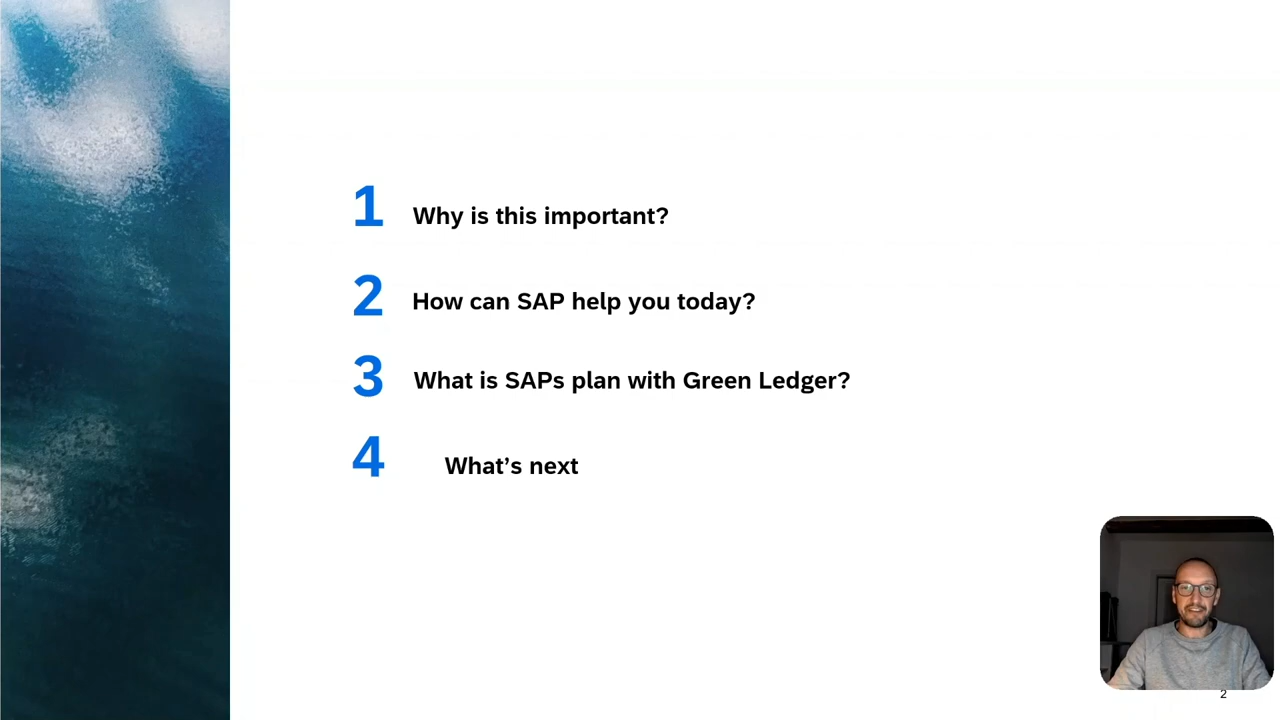 1 Why is this important?
2 How can SAP help you today?
3 What is SAPs plan with Green Ledger?
4 What’s next
2